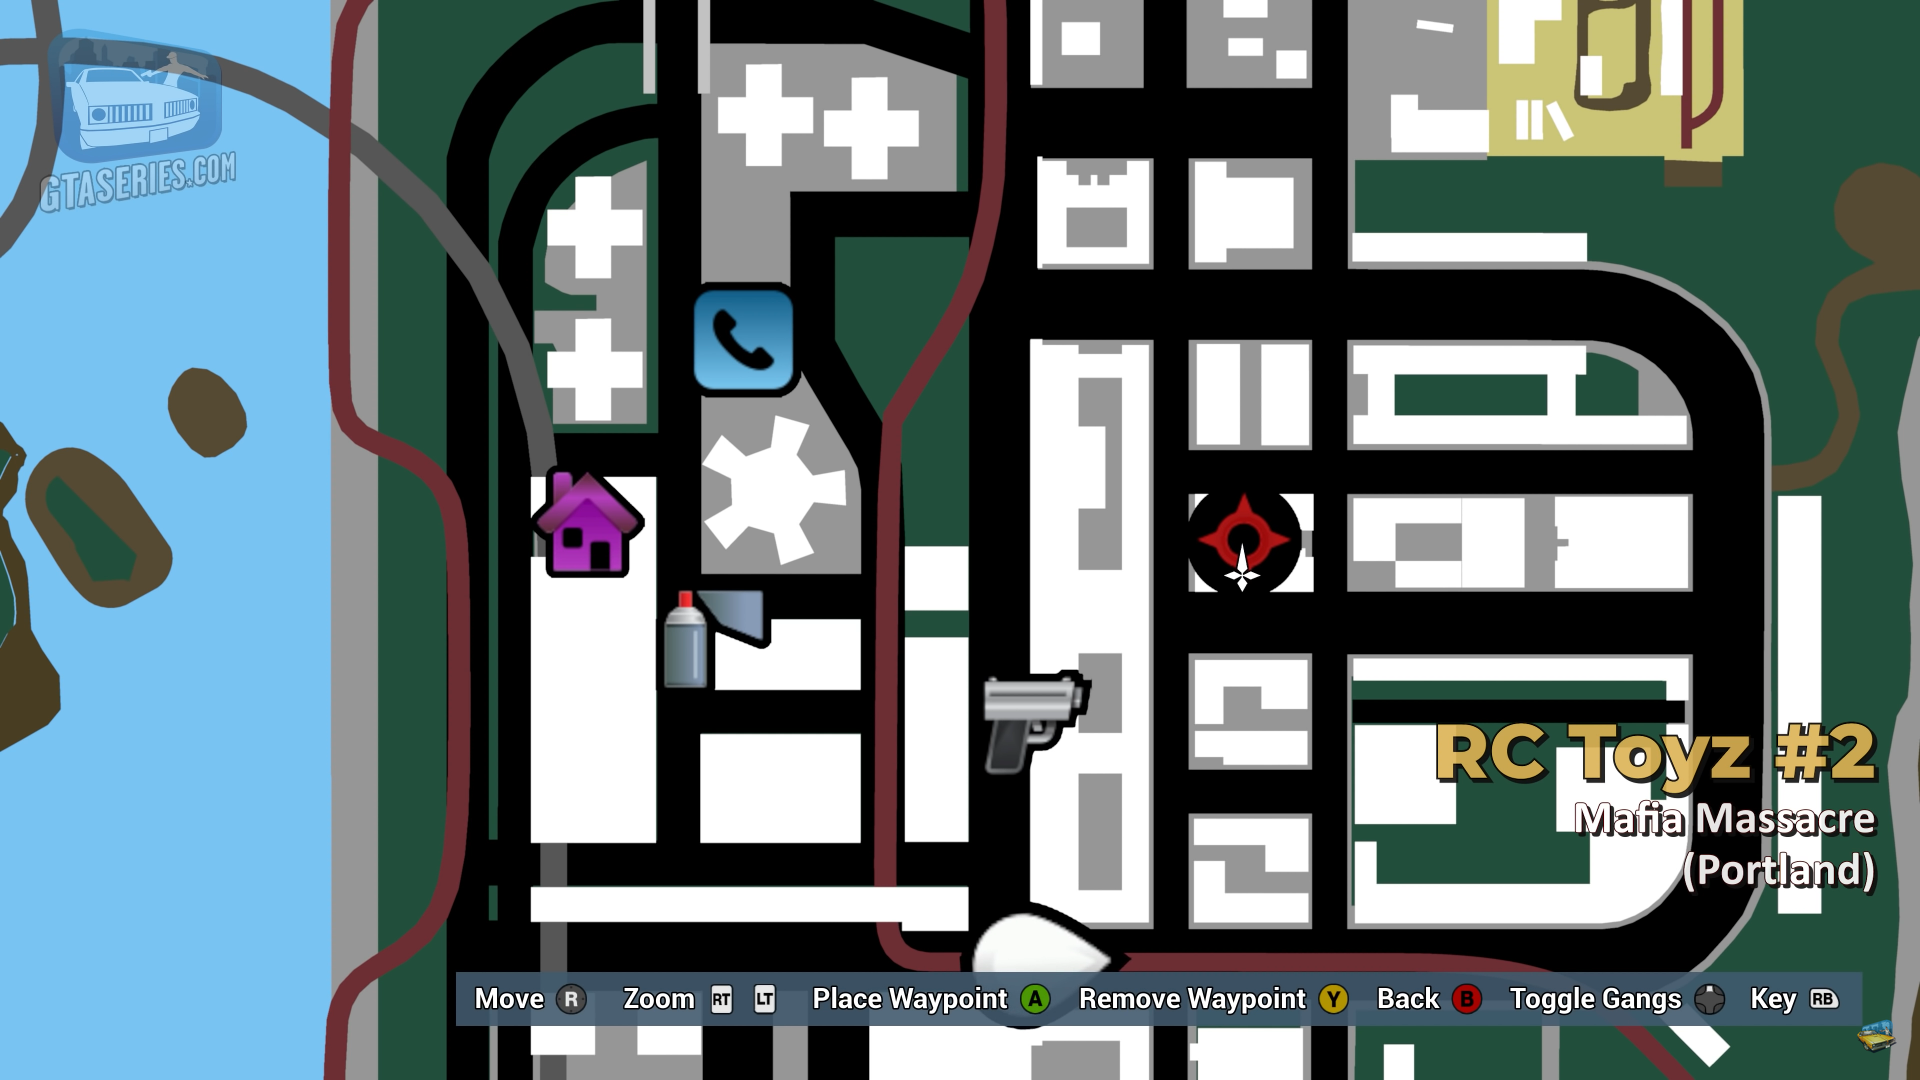 GTASERIES.COM
RC Toyz #2
Mafia Massacre
(Portland)
Move R Zoom RT LT Place Waypoint A Remove Waypoint Y Back B Toggle Gangs Key RB